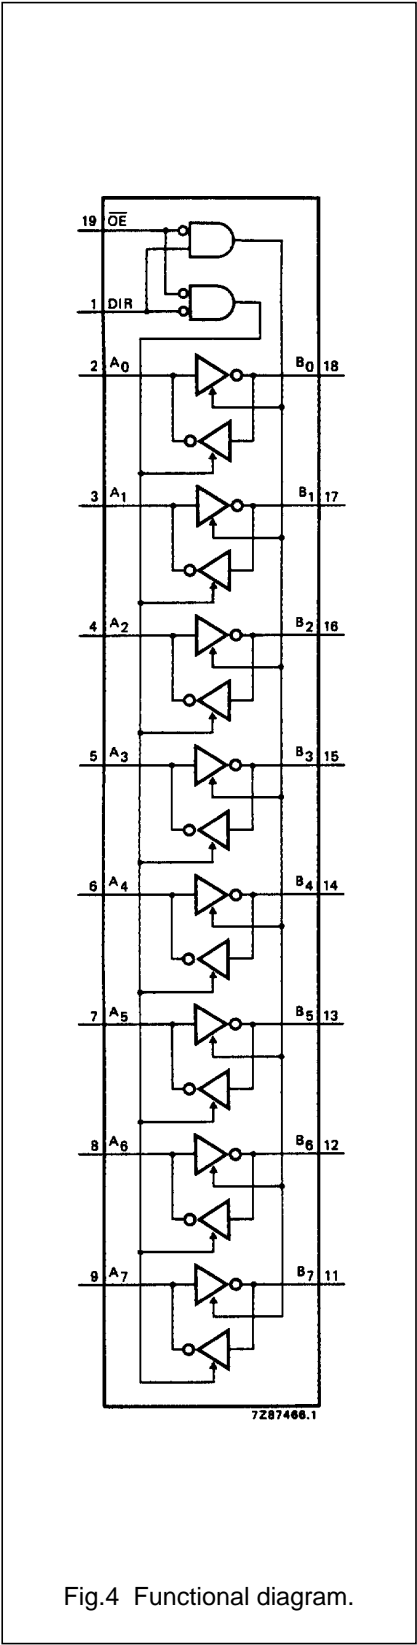 19 O̅E̅
1 DIR
2 A0 B0 18
3 A1 B1 17
4 A2 B2 16
5 A3 B3 15
6 A4 B4 14
7 A5 B5 13
8 A6 B6 12
9 A7 B7 11
7Z87466.1
Fig.4 Functional diagram.